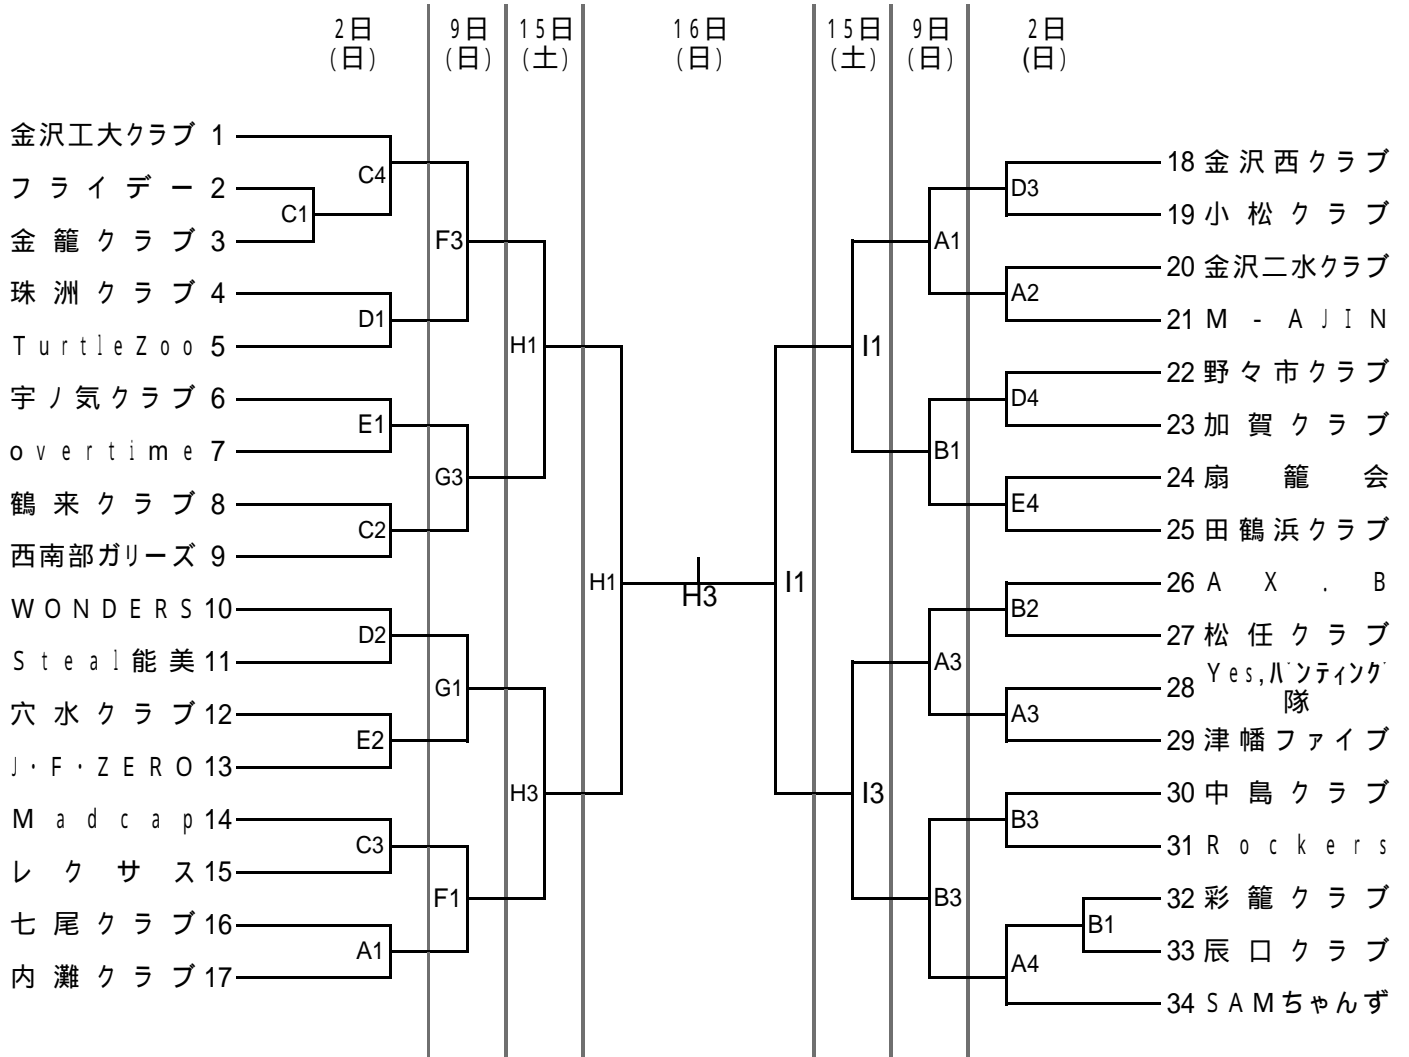 2日 9日 15日 16日 15日 9日 2日
(日) (日) (土) (日) (土) (日) (日)
金沢工大クラブ 1
フライデー 2
金籠クラブ 3
珠洲クラブ 4
TurtleZoo 5
宇ノ気クラブ 6
overtime 7
鶴来クラブ 8
西南部ガリーズ 9
WONDERS 10
Steal能美 11
穴水クラブ 12
J・F・ZERO 13
Madcap 14
レクサス 15
七尾クラブ 16
内灘クラブ 17
C4
C1
D1
E1
C2
D2
E2
C3
A1
F3
G3
G1
F1
H1
H3
H1
H3
I1
I1
I3
A1
B1
A3
B3
D3
A2
D4
E4
B2
A3
B3
B1
A4
18 金沢西クラブ
19 小松クラブ
20 金沢二水クラブ
21 M-AJIN
22 野々市クラブ
23 加賀クラブ
24 扇籠会
25 田鶴浜クラブ
26 AX.B
27 松任クラブ
28 Yes,ハンティング
隊
29 津幡ファイブ
30 中島クラブ
31 Rockers
32 彩籠クラブ
33 辰口クラブ
34 SAMちゃんず